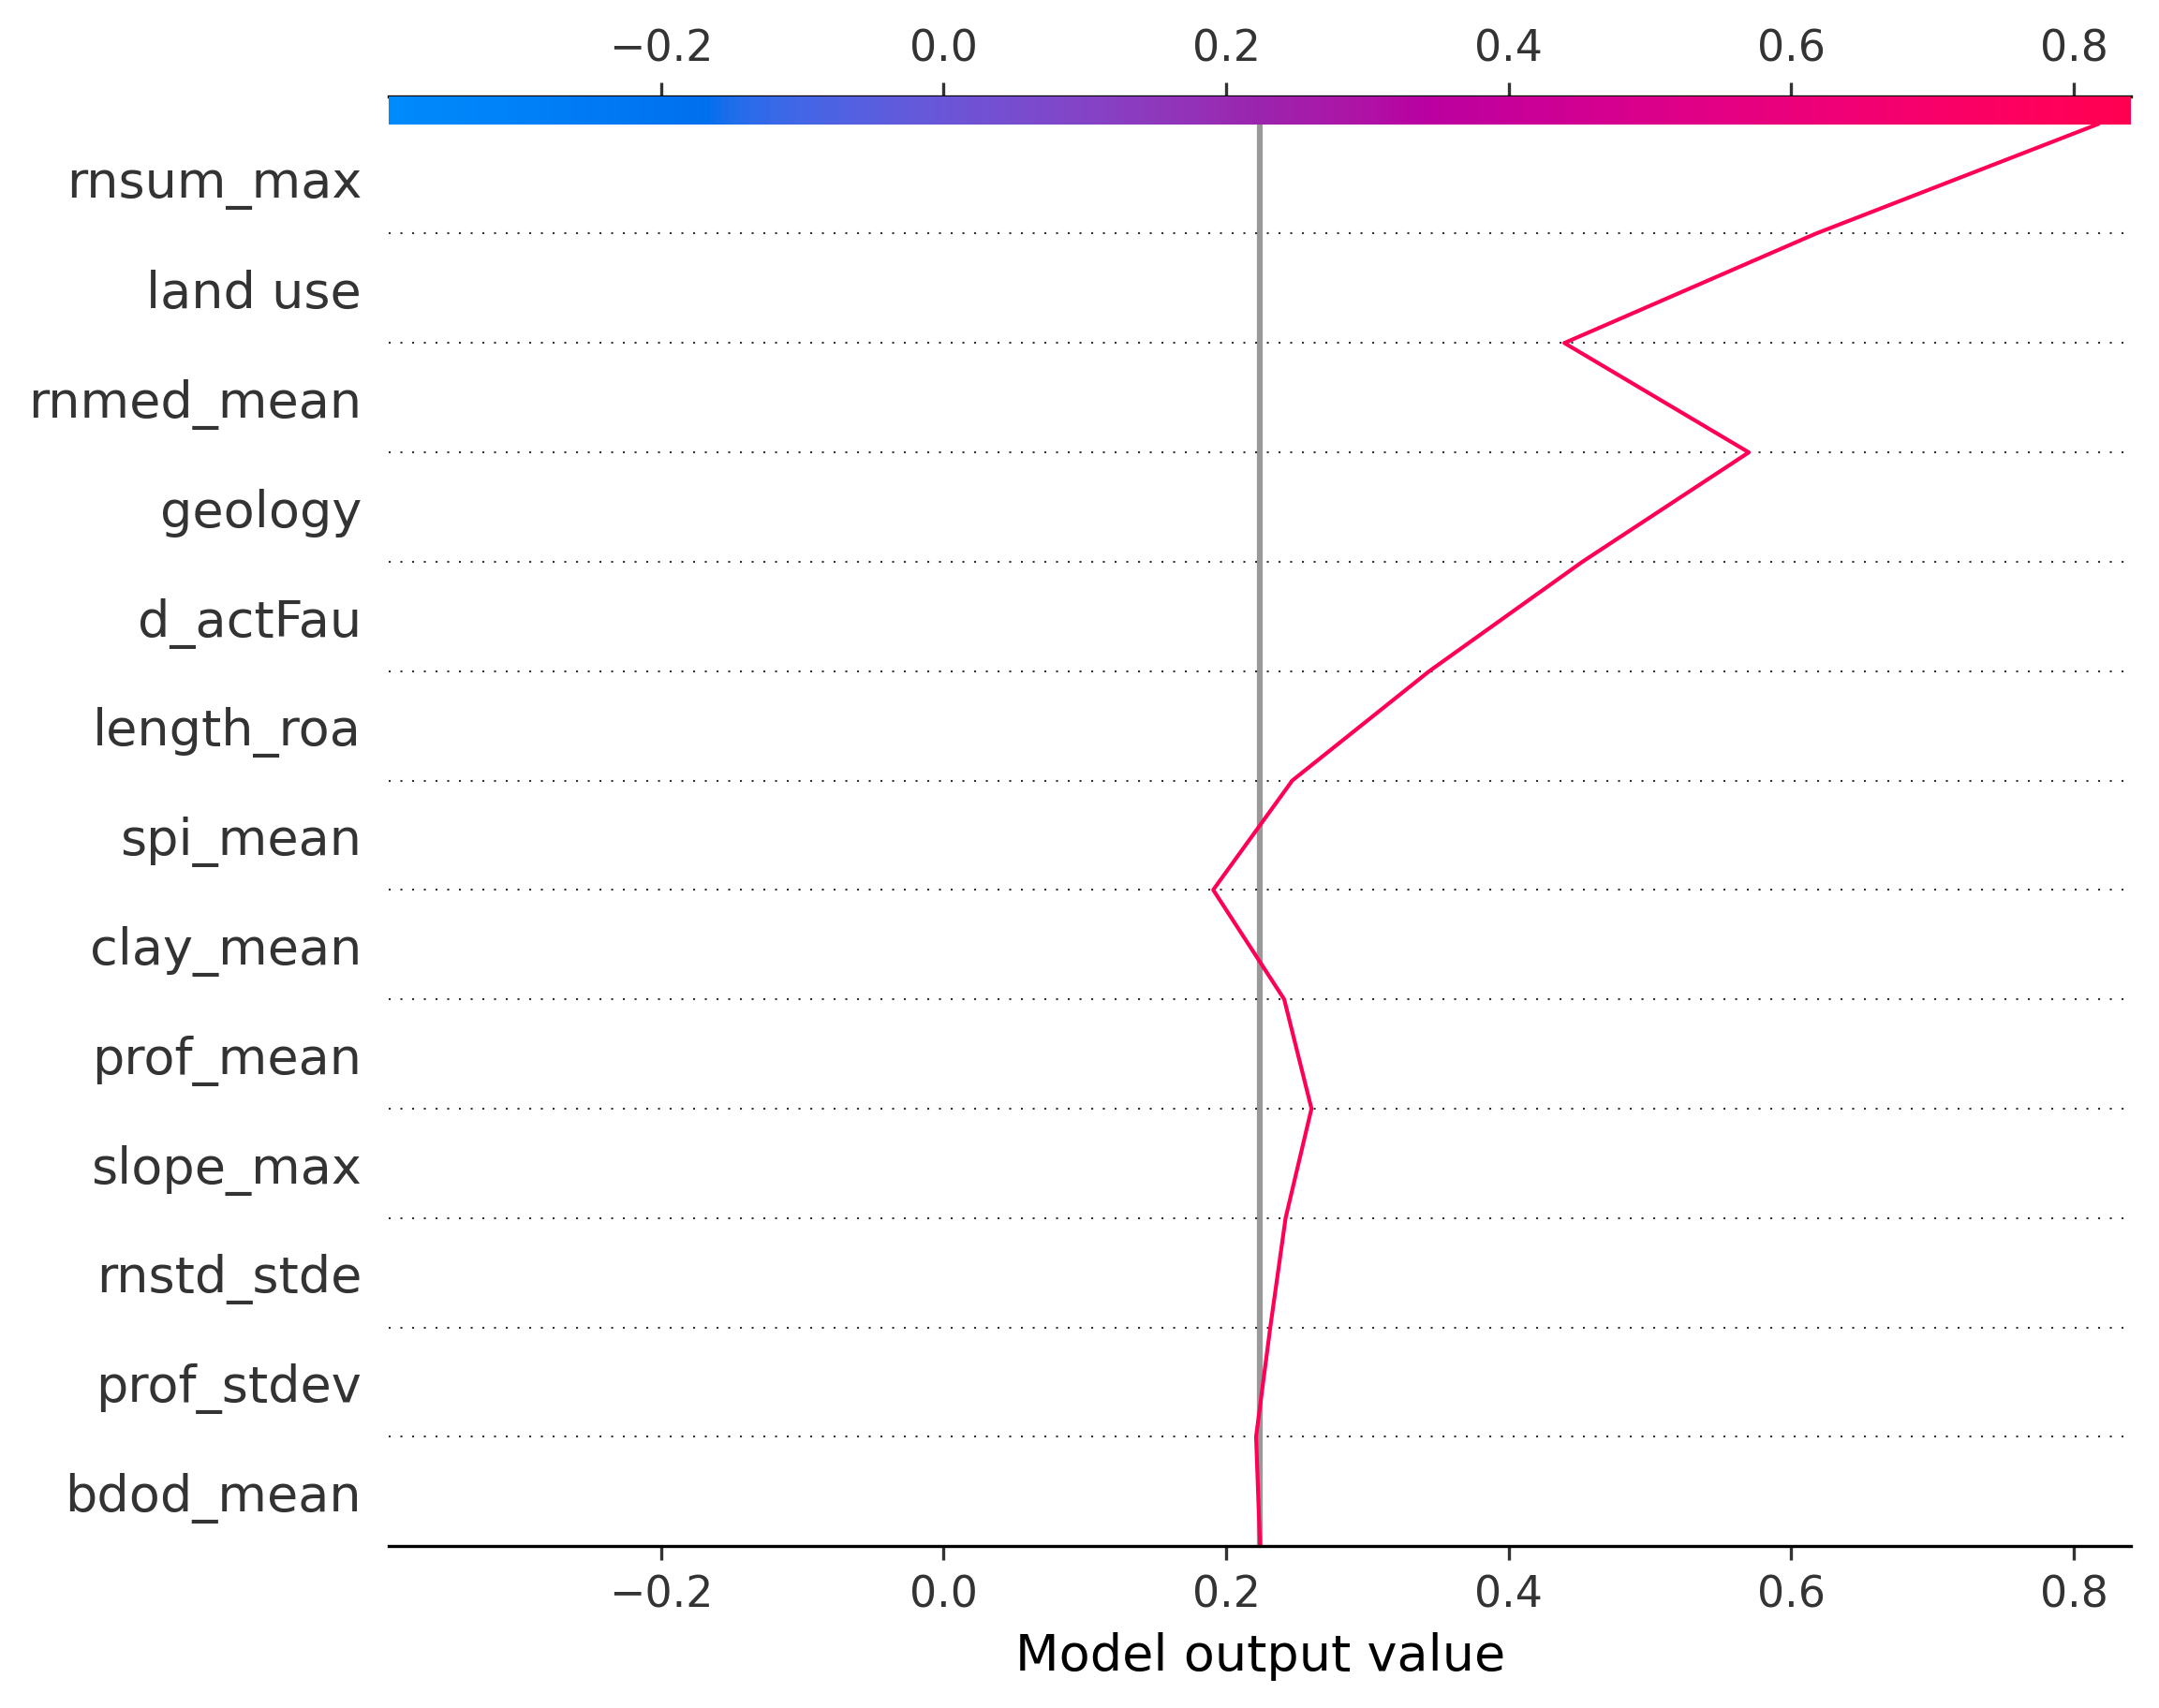 −0.2 0.0 0.2 0.4 0.6 0.8
rnsum_max
land use
rnmed_mean
geology
d_actFau
length_roa
spi_mean
clay_mean
prof_mean
slope_max
rnstd_stde
prof_stdev
bdod_mean
−0.2 0.0 0.2 0.4 0.6 0.8
Model output value